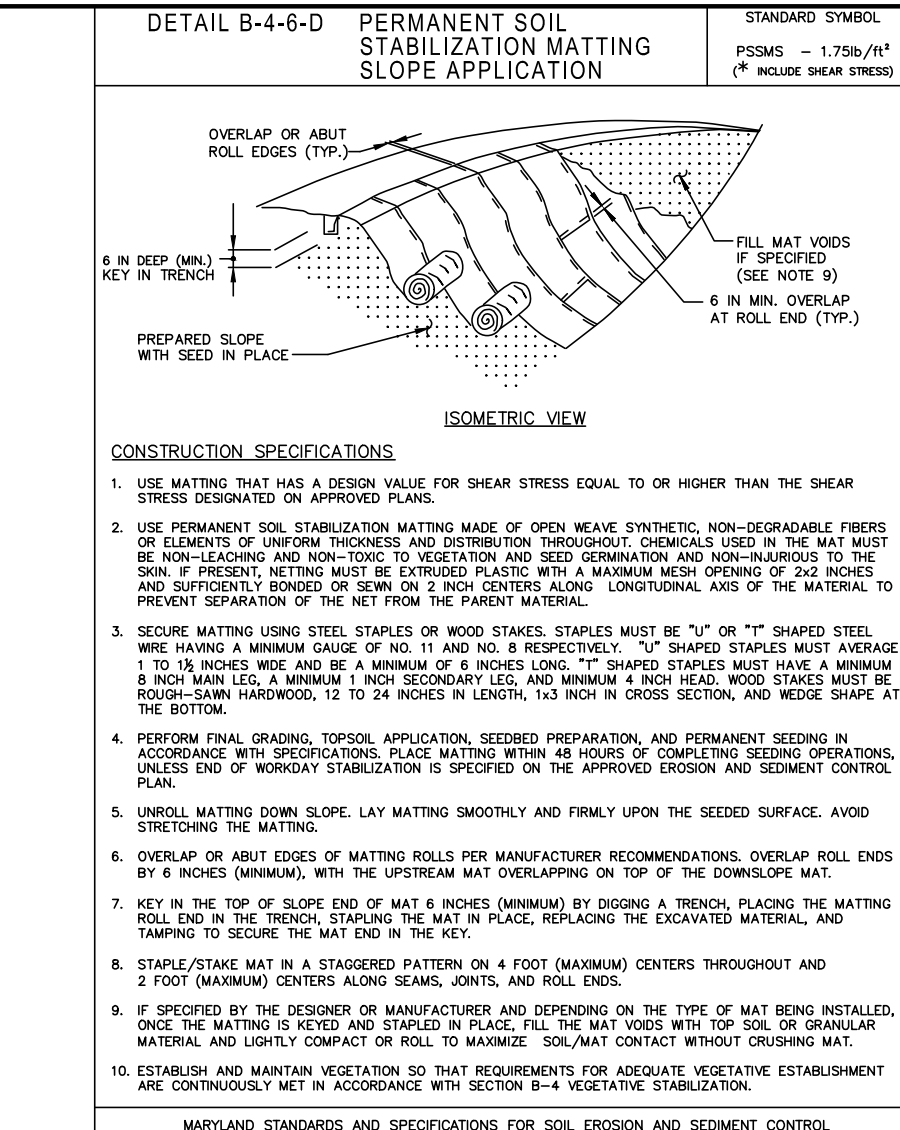 DETAIL B-4-6-D PERMANENT SOIL
STABILIZATION MATTING
SLOPE APPLICATION
STANDARD SYMBOL
PSSMS - 1.75lb/ft²
(* INCLUDE SHEAR STRESS)
OVERLAP OR ABUT
ROLL EDGES (TYP.)
6 IN DEEP (MIN.)
KEY IN TRENCH
PREPARED SLOPE
WITH SEED IN PLACE
FILL MAT VOIDS
IF SPECIFIED
(SEE NOTE 9)
6 IN MIN. OVERLAP
AT ROLL END (TYP.)
ISOMETRIC VIEW
CONSTRUCTION SPECIFICATIONS
1. USE MATTING THAT HAS A DESIGN VALUE FOR SHEAR STRESS EQUAL TO OR HIGHER THAN THE SHEAR
STRESS DESIGNATED ON APPROVED PLANS.
2. USE PERMANENT SOIL STABILIZATION MATTING MADE OF OPEN WEAVE SYNTHETIC, NON-DEGRADABLE FIBERS
OR ELEMENTS OF UNIFORM THICKNESS AND DISTRIBUTION THROUGHOUT. CHEMICALS USED IN THE MAT MUST
BE NON-LEACHING AND NON-TOXIC TO VEGETATION AND SEED GERMINATION AND NON-INJURIOUS TO THE
SKIN. IF PRESENT, NETTING MUST BE EXTRUDED PLASTIC WITH A MAXIMUM MESH OPENING OF 2x2 INCHES
AND SUFFICIENTLY BONDED OR SEWN ON 2 INCH CENTERS ALONG LONGITUDINAL AXIS OF THE MATERIAL TO
PREVENT SEPARATION OF THE NET FROM THE PARENT MATERIAL.
3. SECURE MATTING USING STEEL STAPLES OR WOOD STAKES. STAPLES MUST BE "U" OR "T" SHAPED STEEL
WIRE HAVING A MINIMUM GAUGE OF NO. 11 AND NO. 8 RESPECTIVELY. "U" SHAPED STAPLES MUST AVERAGE
1 TO 1½ INCHES WIDE AND BE A MINIMUM OF 6 INCHES LONG. "T" SHAPED STAPLES MUST HAVE A MINIMUM
8 INCH MAIN LEG, A MINIMUM 1 INCH SECONDARY LEG, AND MINIMUM 4 INCH HEAD. WOOD STAKES MUST BE
ROUGH-SAWN HARDWOOD, 12 TO 24 INCHES IN LENGTH, 1x3 INCH IN CROSS SECTION, AND WEDGE SHAPE AT
THE BOTTOM.
4. PERFORM FINAL GRADING, TOPSOIL APPLICATION, SEEDBED PREPARATION, AND PERMANENT SEEDING IN
ACCORDANCE WITH SPECIFICATIONS. PLACE MATTING WITHIN 48 HOURS OF COMPLETING SEEDING OPERATIONS,
UNLESS END OF WORKDAY STABILIZATION IS SPECIFIED ON THE APPROVED EROSION AND SEDIMENT CONTROL
PLAN.
5. UNROLL MATTING DOWN SLOPE. LAY MATTING SMOOTHLY AND FIRMLY UPON THE SEEDED SURFACE. AVOID
STRETCHING THE MATTING.
6. OVERLAP OR ABUT EDGES OF MATTING ROLLS PER MANUFACTURER RECOMMENDATIONS. OVERLAP ROLL ENDS
BY 6 INCHES (MINIMUM), WITH THE UPSTREAM MAT OVERLAPPING ON TOP OF THE DOWNSLOPE MAT.
7. KEY IN THE TOP OF SLOPE END OF MAT 6 INCHES (MINIMUM) BY DIGGING A TRENCH, PLACING THE MATTING
ROLL END IN THE TRENCH, STAPLING THE MAT IN PLACE, REPLACING THE EXCAVATED MATERIAL, AND
TAMPING TO SECURE THE MAT END IN THE KEY.
8. STAPLE/STAKE MAT IN A STAGGERED PATTERN ON 4 FOOT (MAXIMUM) CENTERS THROUGHOUT AND
2 FOOT (MAXIMUM) CENTERS ALONG SEAMS, JOINTS, AND ROLL ENDS.
9. IF SPECIFIED BY THE DESIGNER OR MANUFACTURER AND DEPENDING ON THE TYPE OF MAT BEING INSTALLED,
ONCE THE MATTING IS KEYED AND STAPLED IN PLACE, FILL THE MAT VOIDS WITH TOP SOIL OR GRANULAR
MATERIAL AND LIGHTLY COMPACT OR ROLL TO MAXIMIZE SOIL/MAT CONTACT WITHOUT CRUSHING MAT.
10. ESTABLISH AND MAINTAIN VEGETATION SO THAT REQUIREMENTS FOR ADEQUATE VEGETATIVE ESTABLISHMENT
ARE CONTINUOUSLY MET IN ACCORDANCE WITH SECTION B-4 VEGETATIVE STABILIZATION.
MARYLAND STANDARDS AND SPECIFICATIONS FOR SOIL EROSION AND SEDIMENT CONTROL